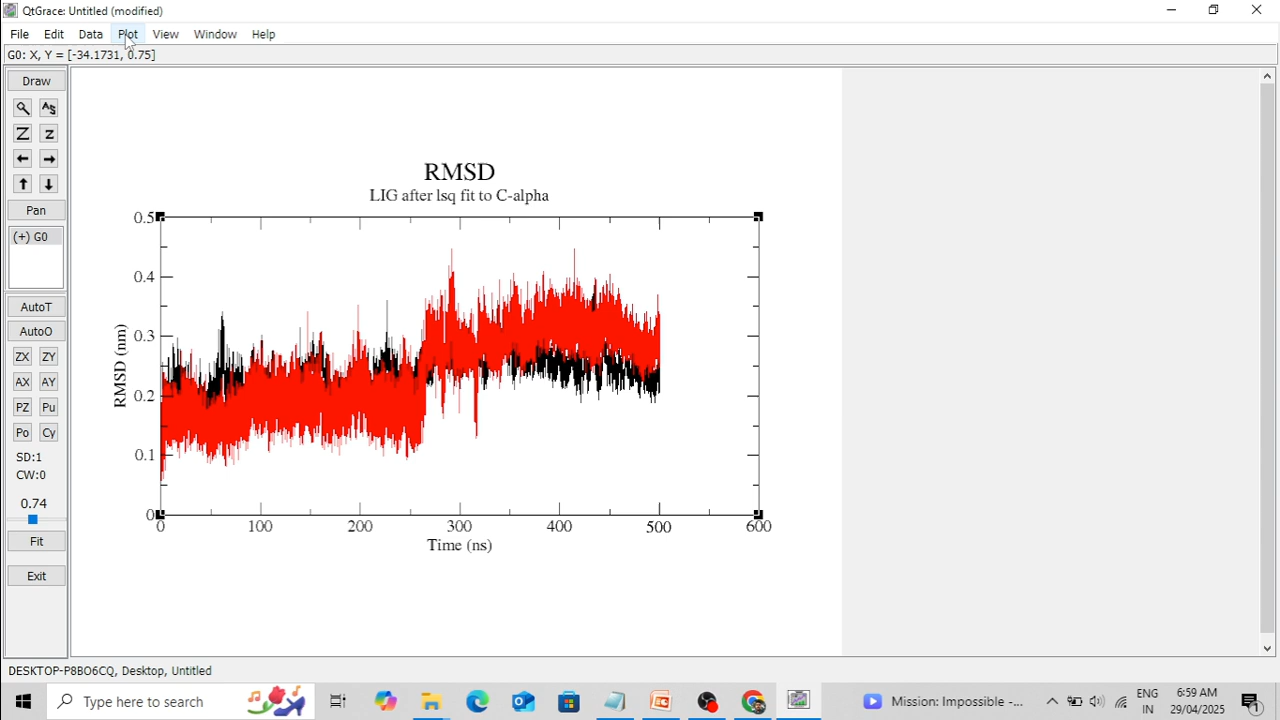 QtGrace: Untitled (modified)
File Edit Data Plot View Window Help
G0: X, Y = [-34.1731, 0.75]
Draw
AS
Z z
Pan
(+) G0
AutoT
AutoO
ZX ZY
AX AY
PZ Pu
Po Cy
SD:1
CW:0
0.74
Fit
Exit
RMSD
LIG after lsq fit to C-alpha
0.5
0.4
0.3
0.2
0.1
0
RMSD (nm)
0 100 200 300 400 500 600
Time (ns)
DESKTOP-P8BO6CQ, Desktop, Untitled
Type here to search
Mission: Impossible -...
ENG
IN
6:59 AM
29/04/2025
1